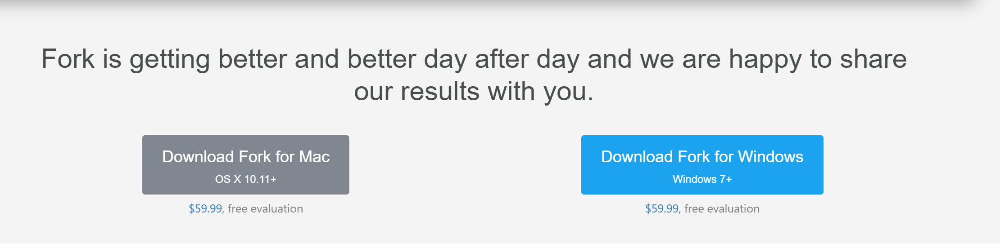 Fork is getting better and better day after day and we are happy to share
our results with you.
Download Fork for Mac
OS X 10.11+
$59.99, free evaluation
Download Fork for Windows
Windows 7+
$59.99, free evaluation